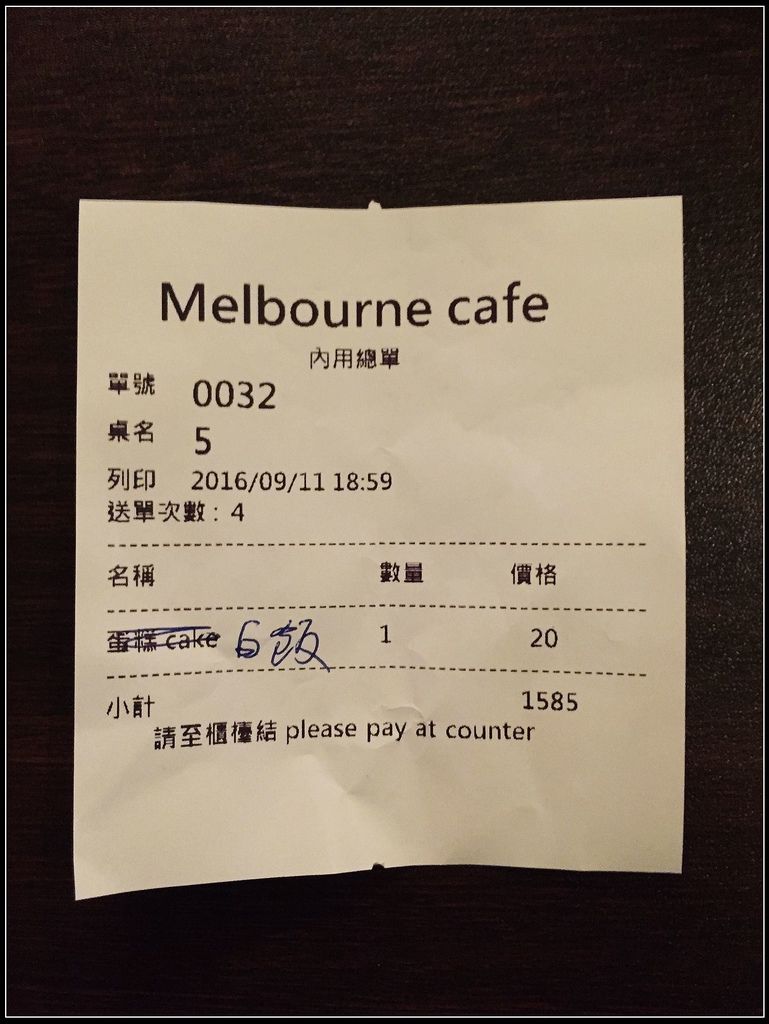 Melbourne cafe
內用總單
單號 0032
桌名 5
列印 2016/09/11 18:59
送單次數：4
名稱 數量 價格
蛋糕 cake 白飯 1 20
小計 1585
請至櫃檯結 please pay at counter